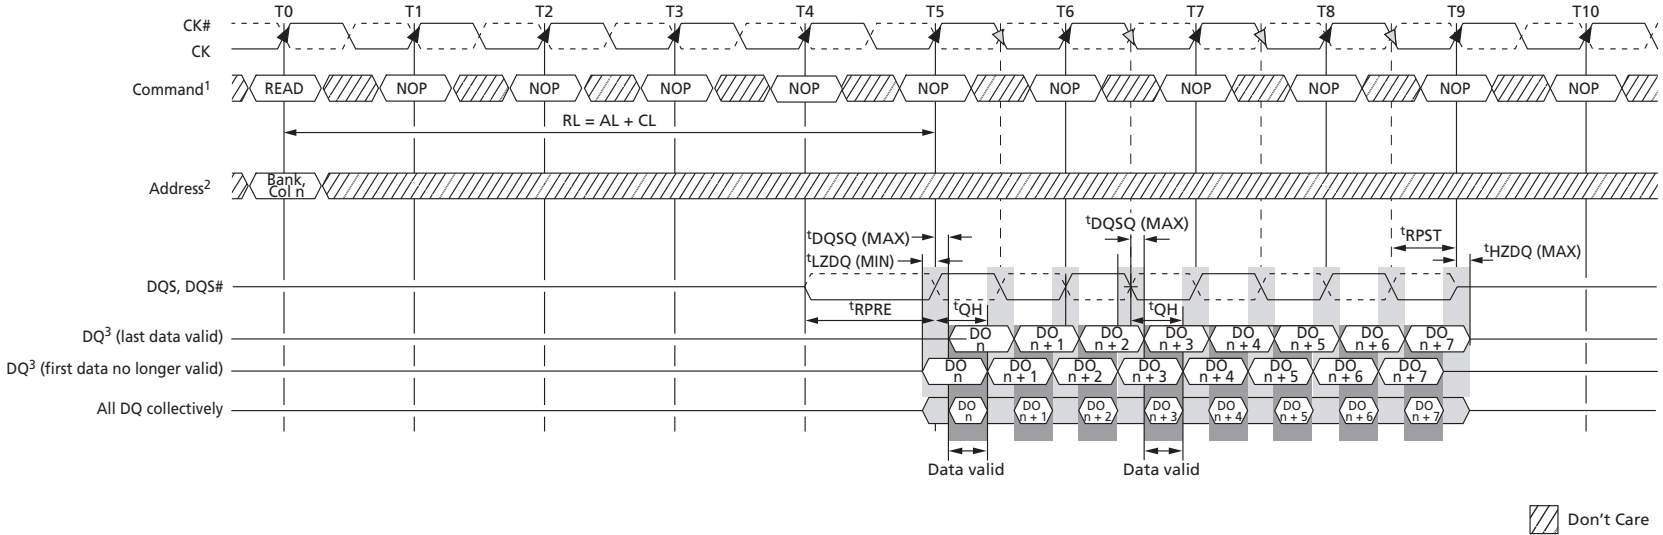 T0 T1 T2 T3 T4 T5 T6 T7 T8 T9 T10
CK#
CK
Command1 READ NOP NOP NOP NOP NOP NOP NOP NOP NOP NOP
RL = AL + CL
Address2 Bank, Col n
tDQSQ (MAX) tDQSQ (MAX) tRPST
tLZDQ (MIN) tHZDQ (MAX)
DQS, DQS#
tRPRE tQH tQH
DQ3 (last data valid) DO n DO n + 1 DO n + 2 DO n + 3 DO n + 4 DO n + 5 DO n + 6 DO n + 7
DQ3 (first data no longer valid) DO n DO n + 1 DO n + 2 DO n + 3 DO n + 4 DO n + 5 DO n + 6 DO n + 7
All DQ collectively DO n DO n + 1 DO n + 2 DO n + 3 DO n + 4 DO n + 5 DO n + 6 DO n + 7
Data valid Data valid
Don't Care